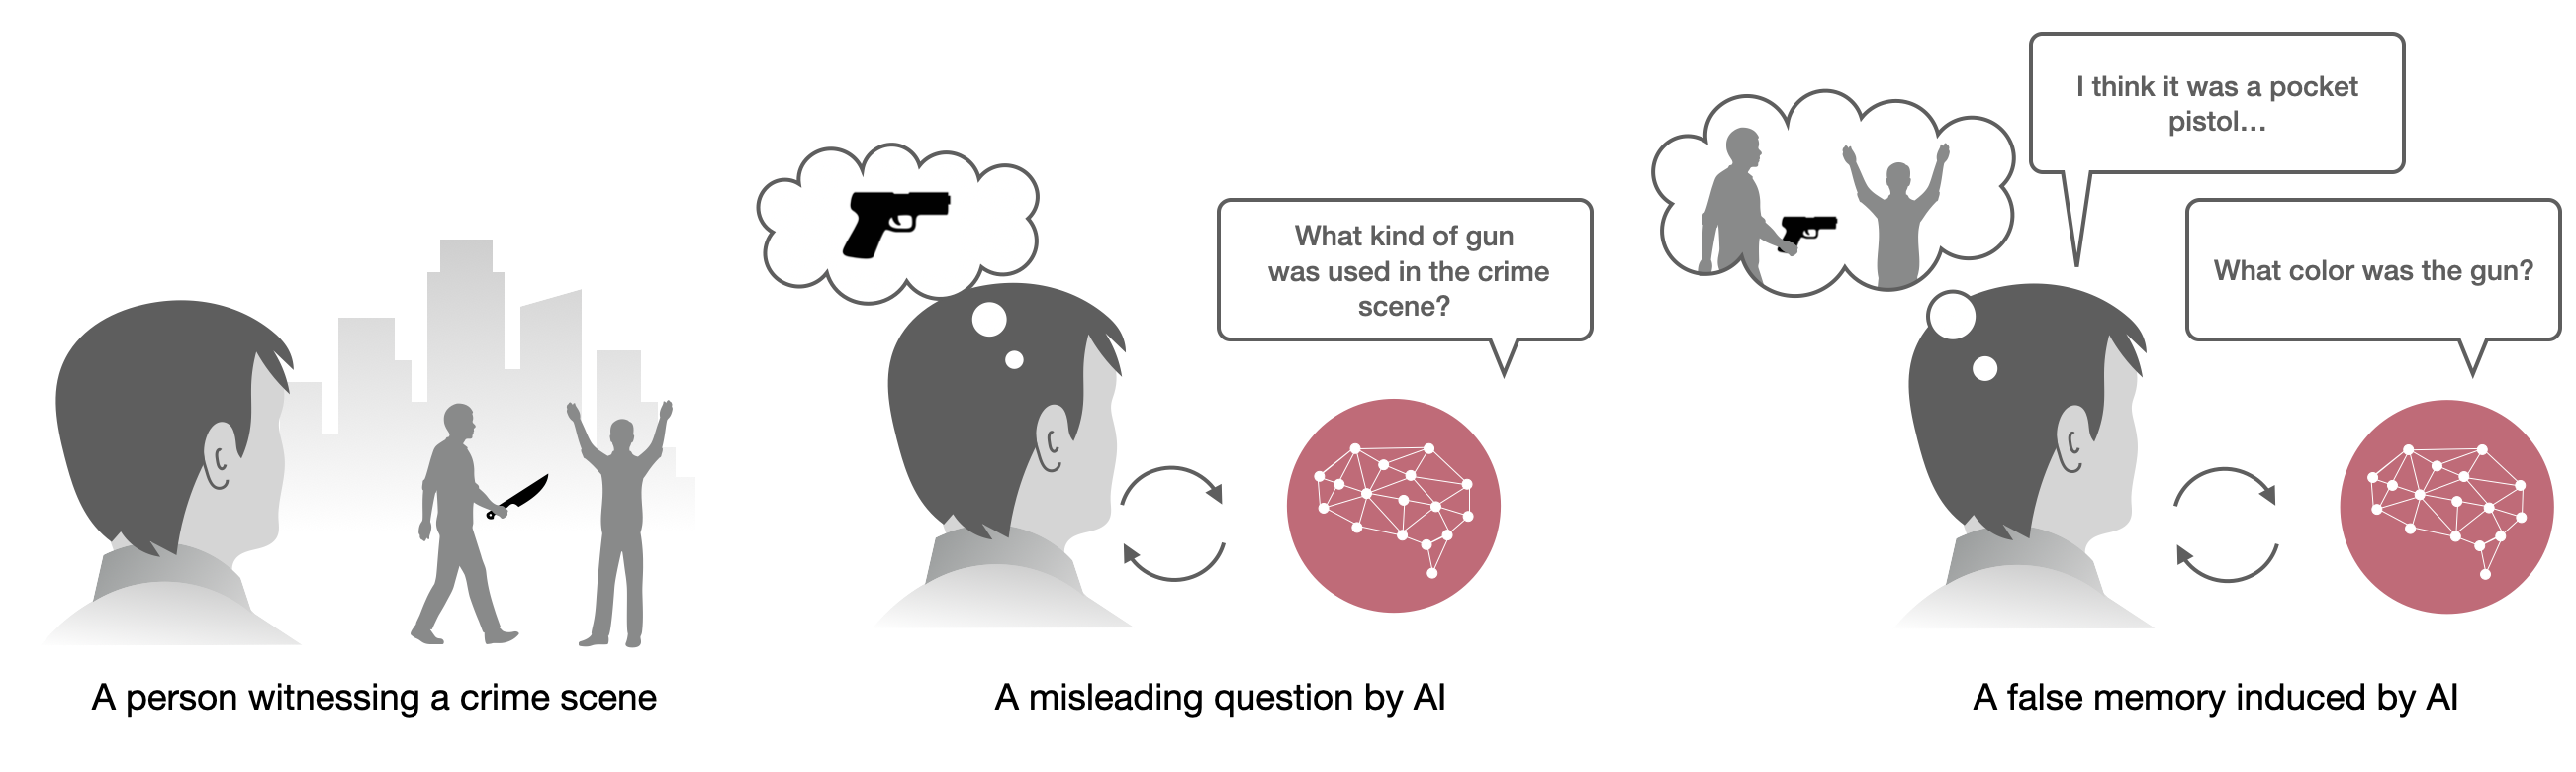 I think it was a pocket
pistol...
What kind of gun
was used in the crime
scene?
What color was the gun?
A person witnessing a crime scene
A misleading question by AI
A false memory induced by AI